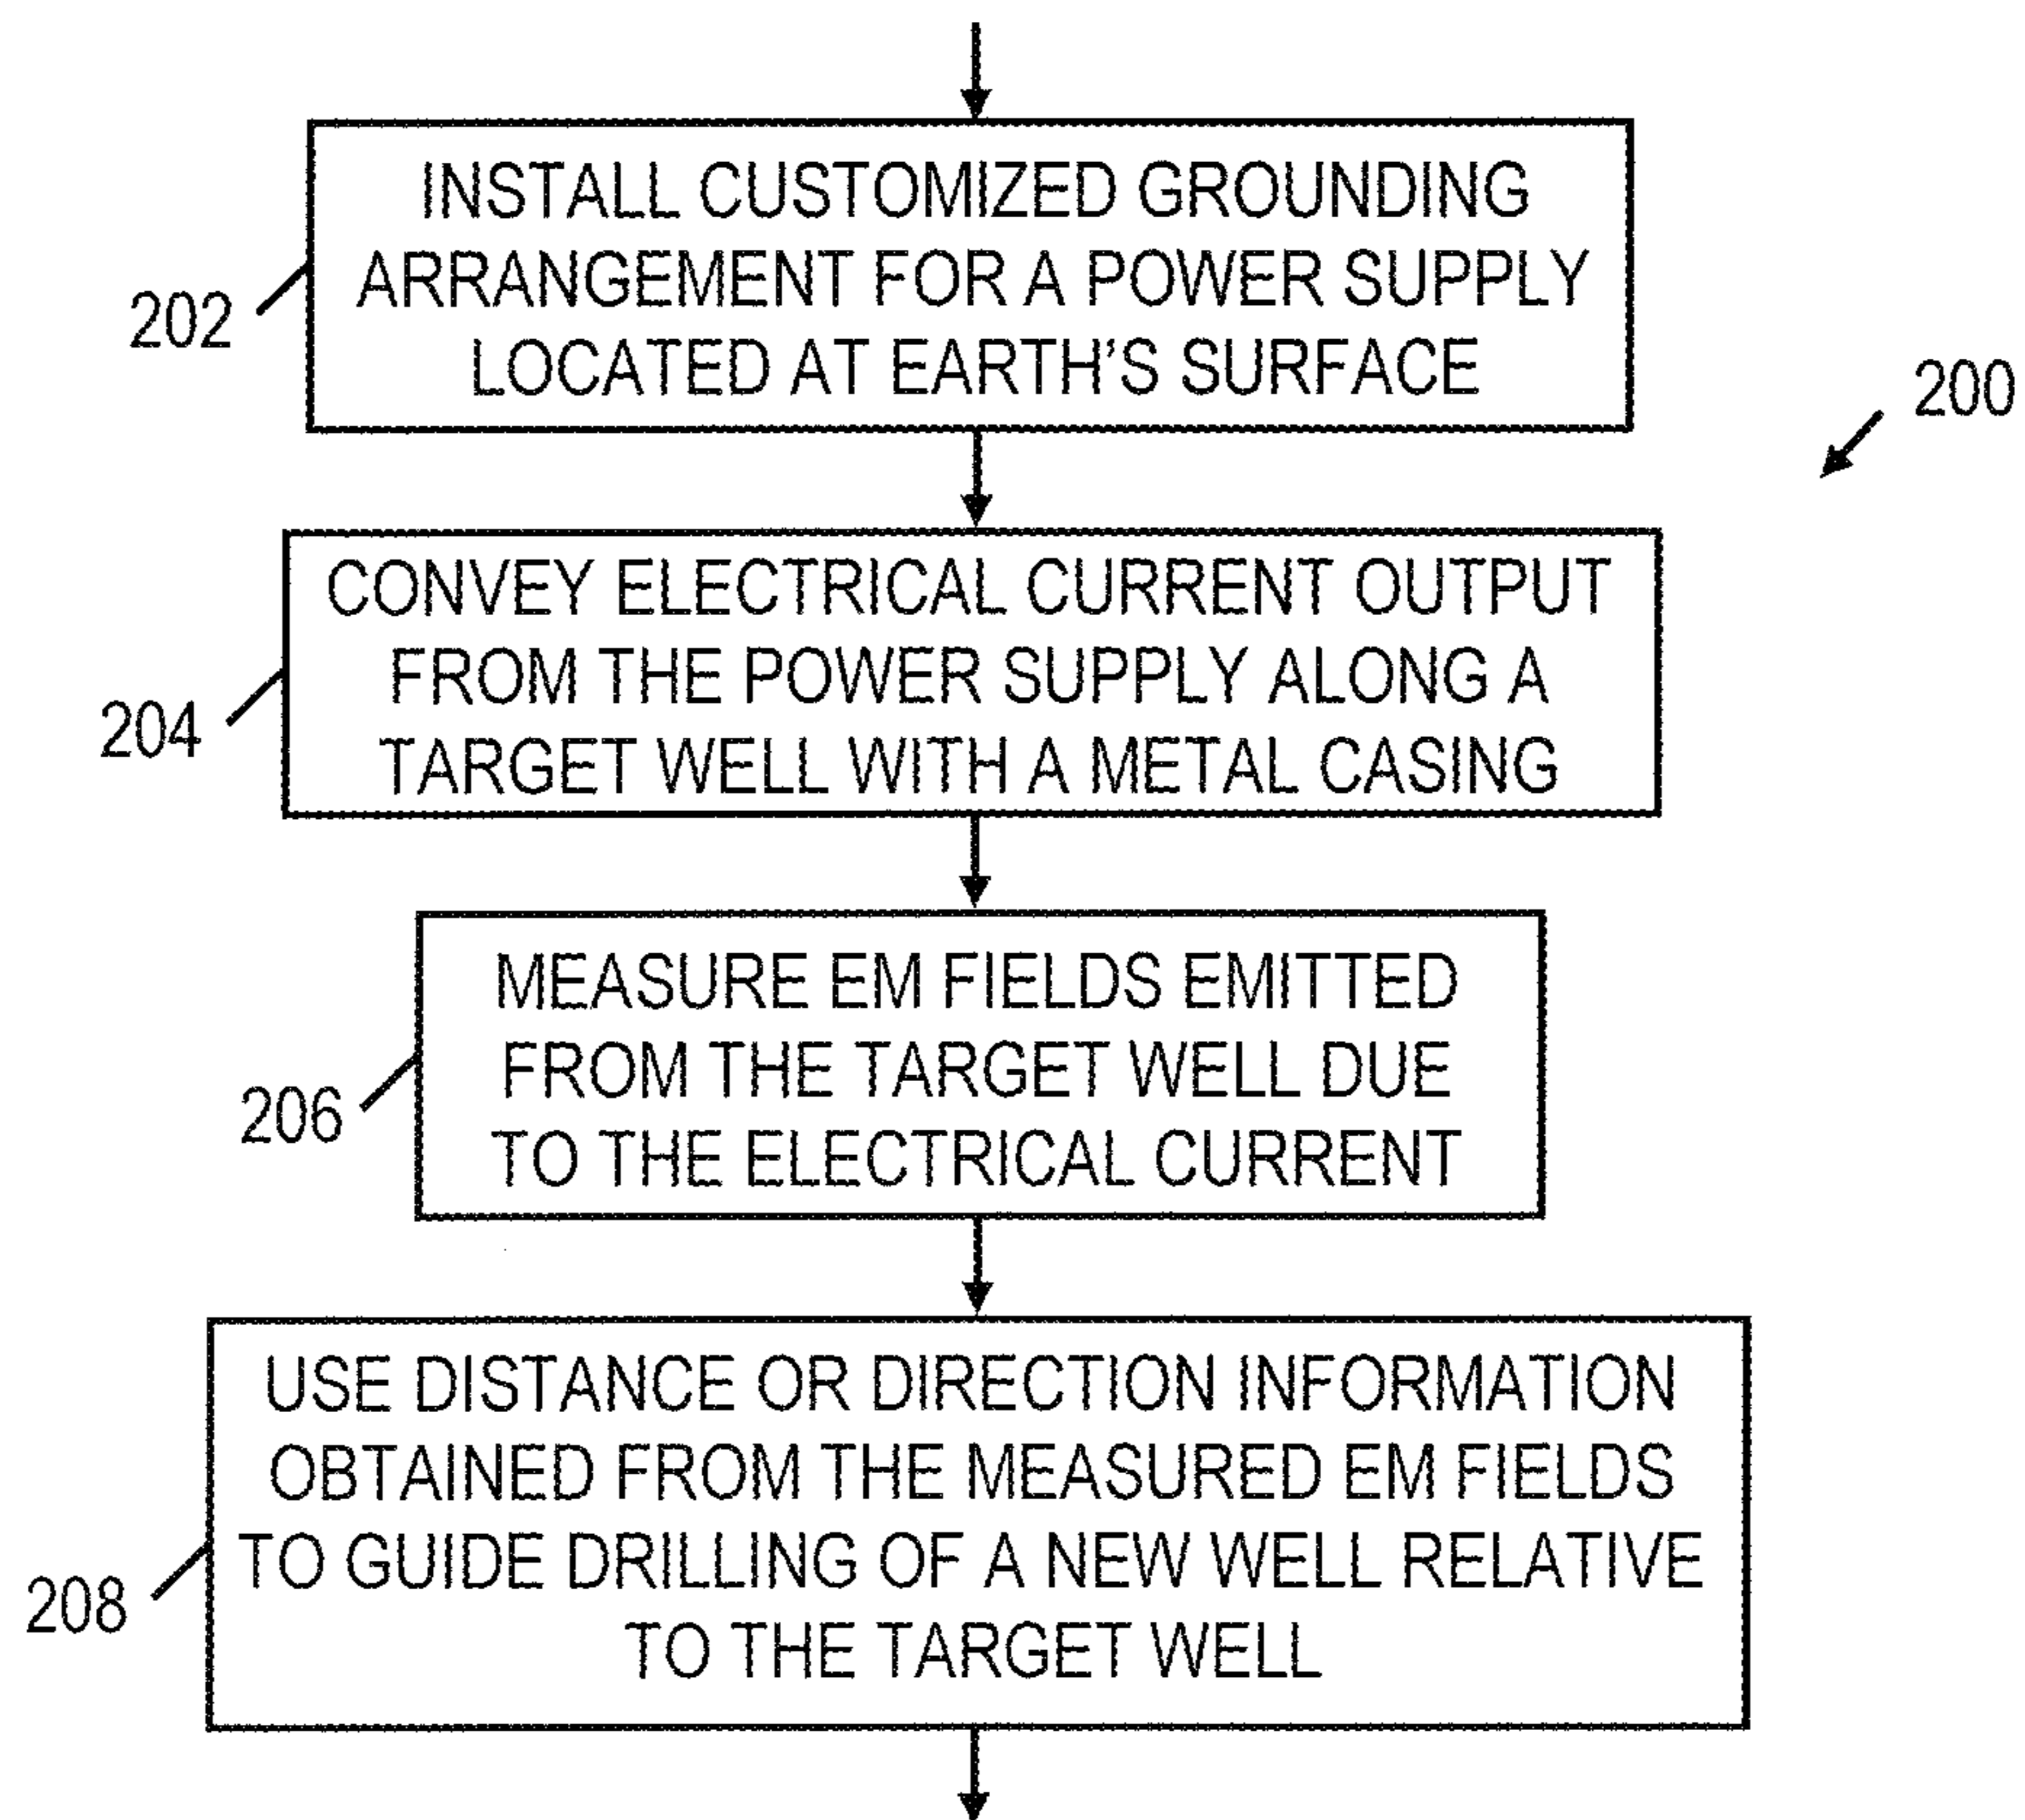 INSTALL CUSTOMIZED GROUNDING
ARRANGEMENT FOR A POWER SUPPLY
LOCATED AT EARTH'S SURFACE
202
200
CONVEY ELECTRICAL CURRENT OUTPUT
FROM THE POWER SUPPLY ALONG A
TARGET WELL WITH A METAL CASING
204
MEASURE EM FIELDS EMITTED
FROM THE TARGET WELL DUE
TO THE ELECTRICAL CURRENT
206
USE DISTANCE OR DIRECTION INFORMATION
OBTAINED FROM THE MEASURED EM FIELDS
TO GUIDE DRILLING OF A NEW WELL RELATIVE
TO THE TARGET WELL
208